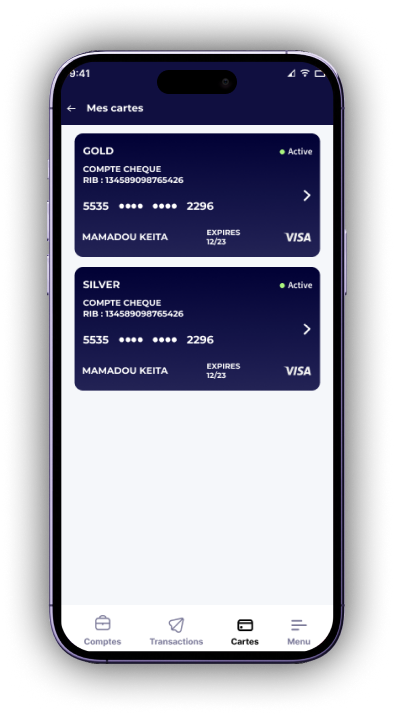 9:41
← Mes cartes
GOLD
● Active
COMPTE CHEQUE
RIB : 134589098765426
5535 •••• •••• 2296
MAMADOU KEITA
EXPIRES
12/23
VISA
SILVER
● Active
COMPTE CHEQUE
RIB : 134589098765426
5535 •••• •••• 2296
MAMADOU KEITA
EXPIRES
12/23
VISA
Comptes Transactions Cartes Menu